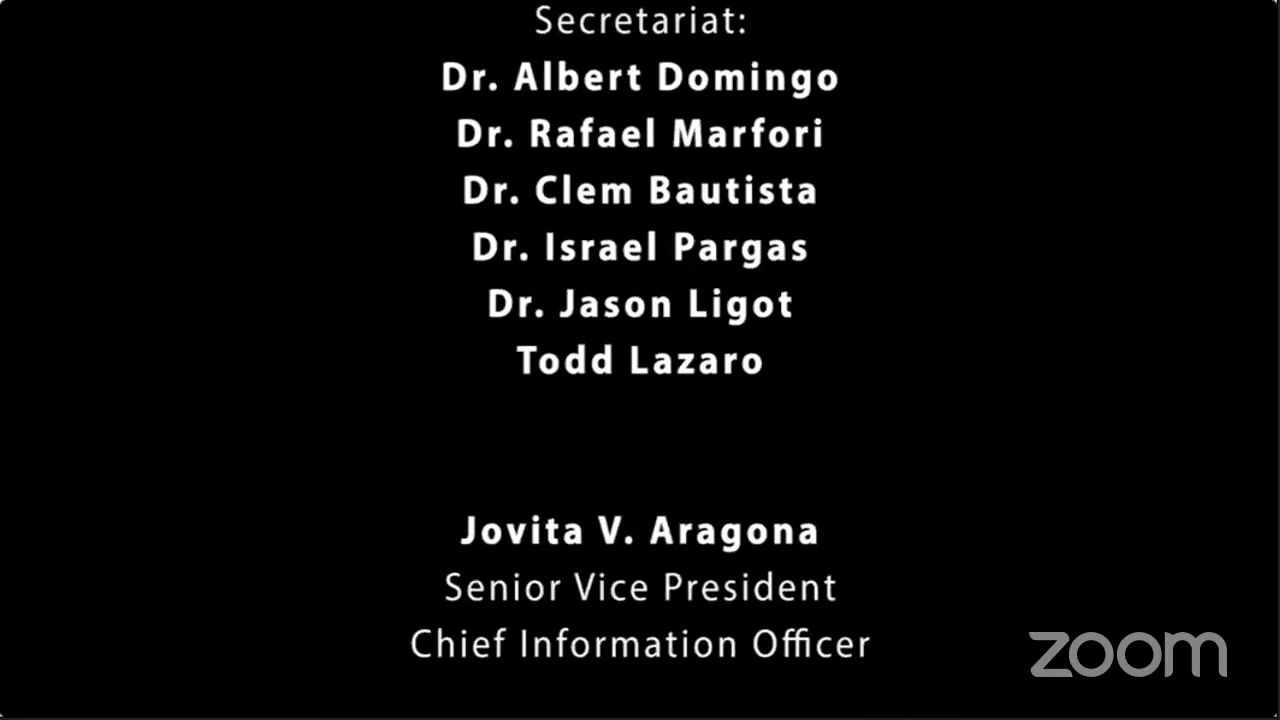 Secretariat:
Dr. Albert Domingo
Dr. Rafael Marfori
Dr. Clem Bautista
Dr. Israel Pargas
Dr. Jason Ligot
Todd Lazaro
Jovita V. Aragona
Senior Vice President
Chief Information Officer
zoom